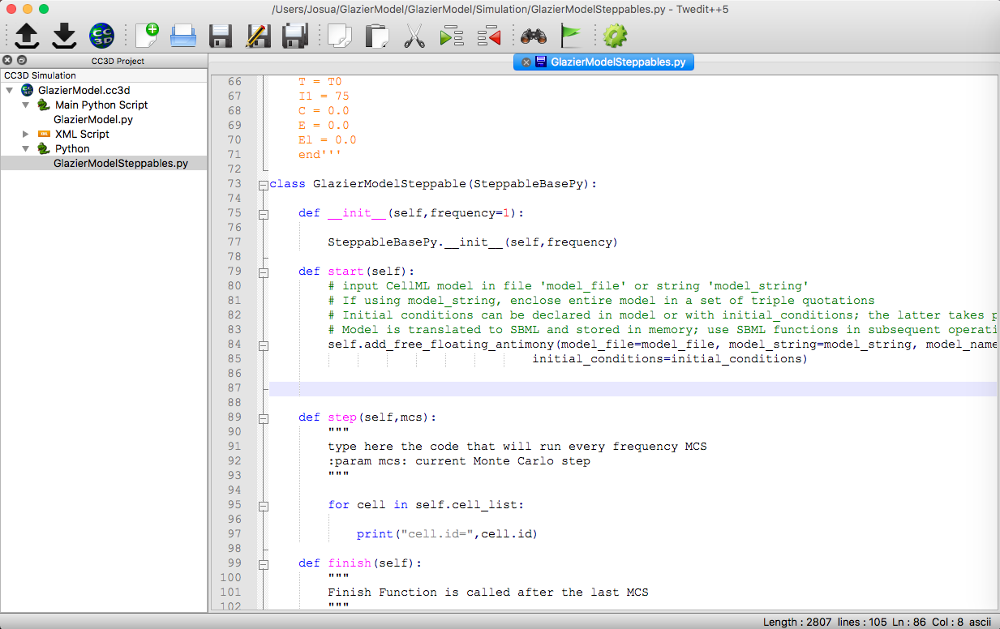 /Users/Josua/GlazierModel/GlazierModel/Simulation/GlazierModelSteppables.py - Twedit++5
CC3D
CC3D Project
GlazierModelSteppables.py
CC3D Simulation
GlazierModel.cc3d
Main Python Script
GlazierModel.py
XML Script
Python
GlazierModelSteppables.py
66 T = T0
67 I1 = 75
68 C = 0.0
69 E = 0.0
70 El = 0.0
71 end'''
72
73 class GlazierModelSteppable(SteppableBasePy):
74
75 def __init__(self,frequency=1):
76
77 SteppableBasePy.__init__(self,frequency)
78
79 def start(self):
80 # input CellML model in file 'model_file' or string 'model_string'
81 # If using model_string, enclose entire model in a set of triple quotations
82 # Initial conditions can be declared in model or with initial_conditions; the latter takes p
83 # Model is translated to SBML and stored in memory; use SBML functions in subsequent operati
84 self.add_free_floating_antimony(model_file=model_file, model_string=model_string, model_name
85 initial_conditions=initial_conditions)
86
87
88
89 def step(self,mcs):
90 """
91 type here the code that will run every frequency MCS
92 :param mcs: current Monte Carlo step
93 """
94
95 for cell in self.cell_list:
96
97 print("cell.id=",cell.id)
98
99 def finish(self):
100 """
101 Finish Function is called after the last MCS
102 """
Length : 2807 lines : 105 Ln : 86 Col : 8 ascii